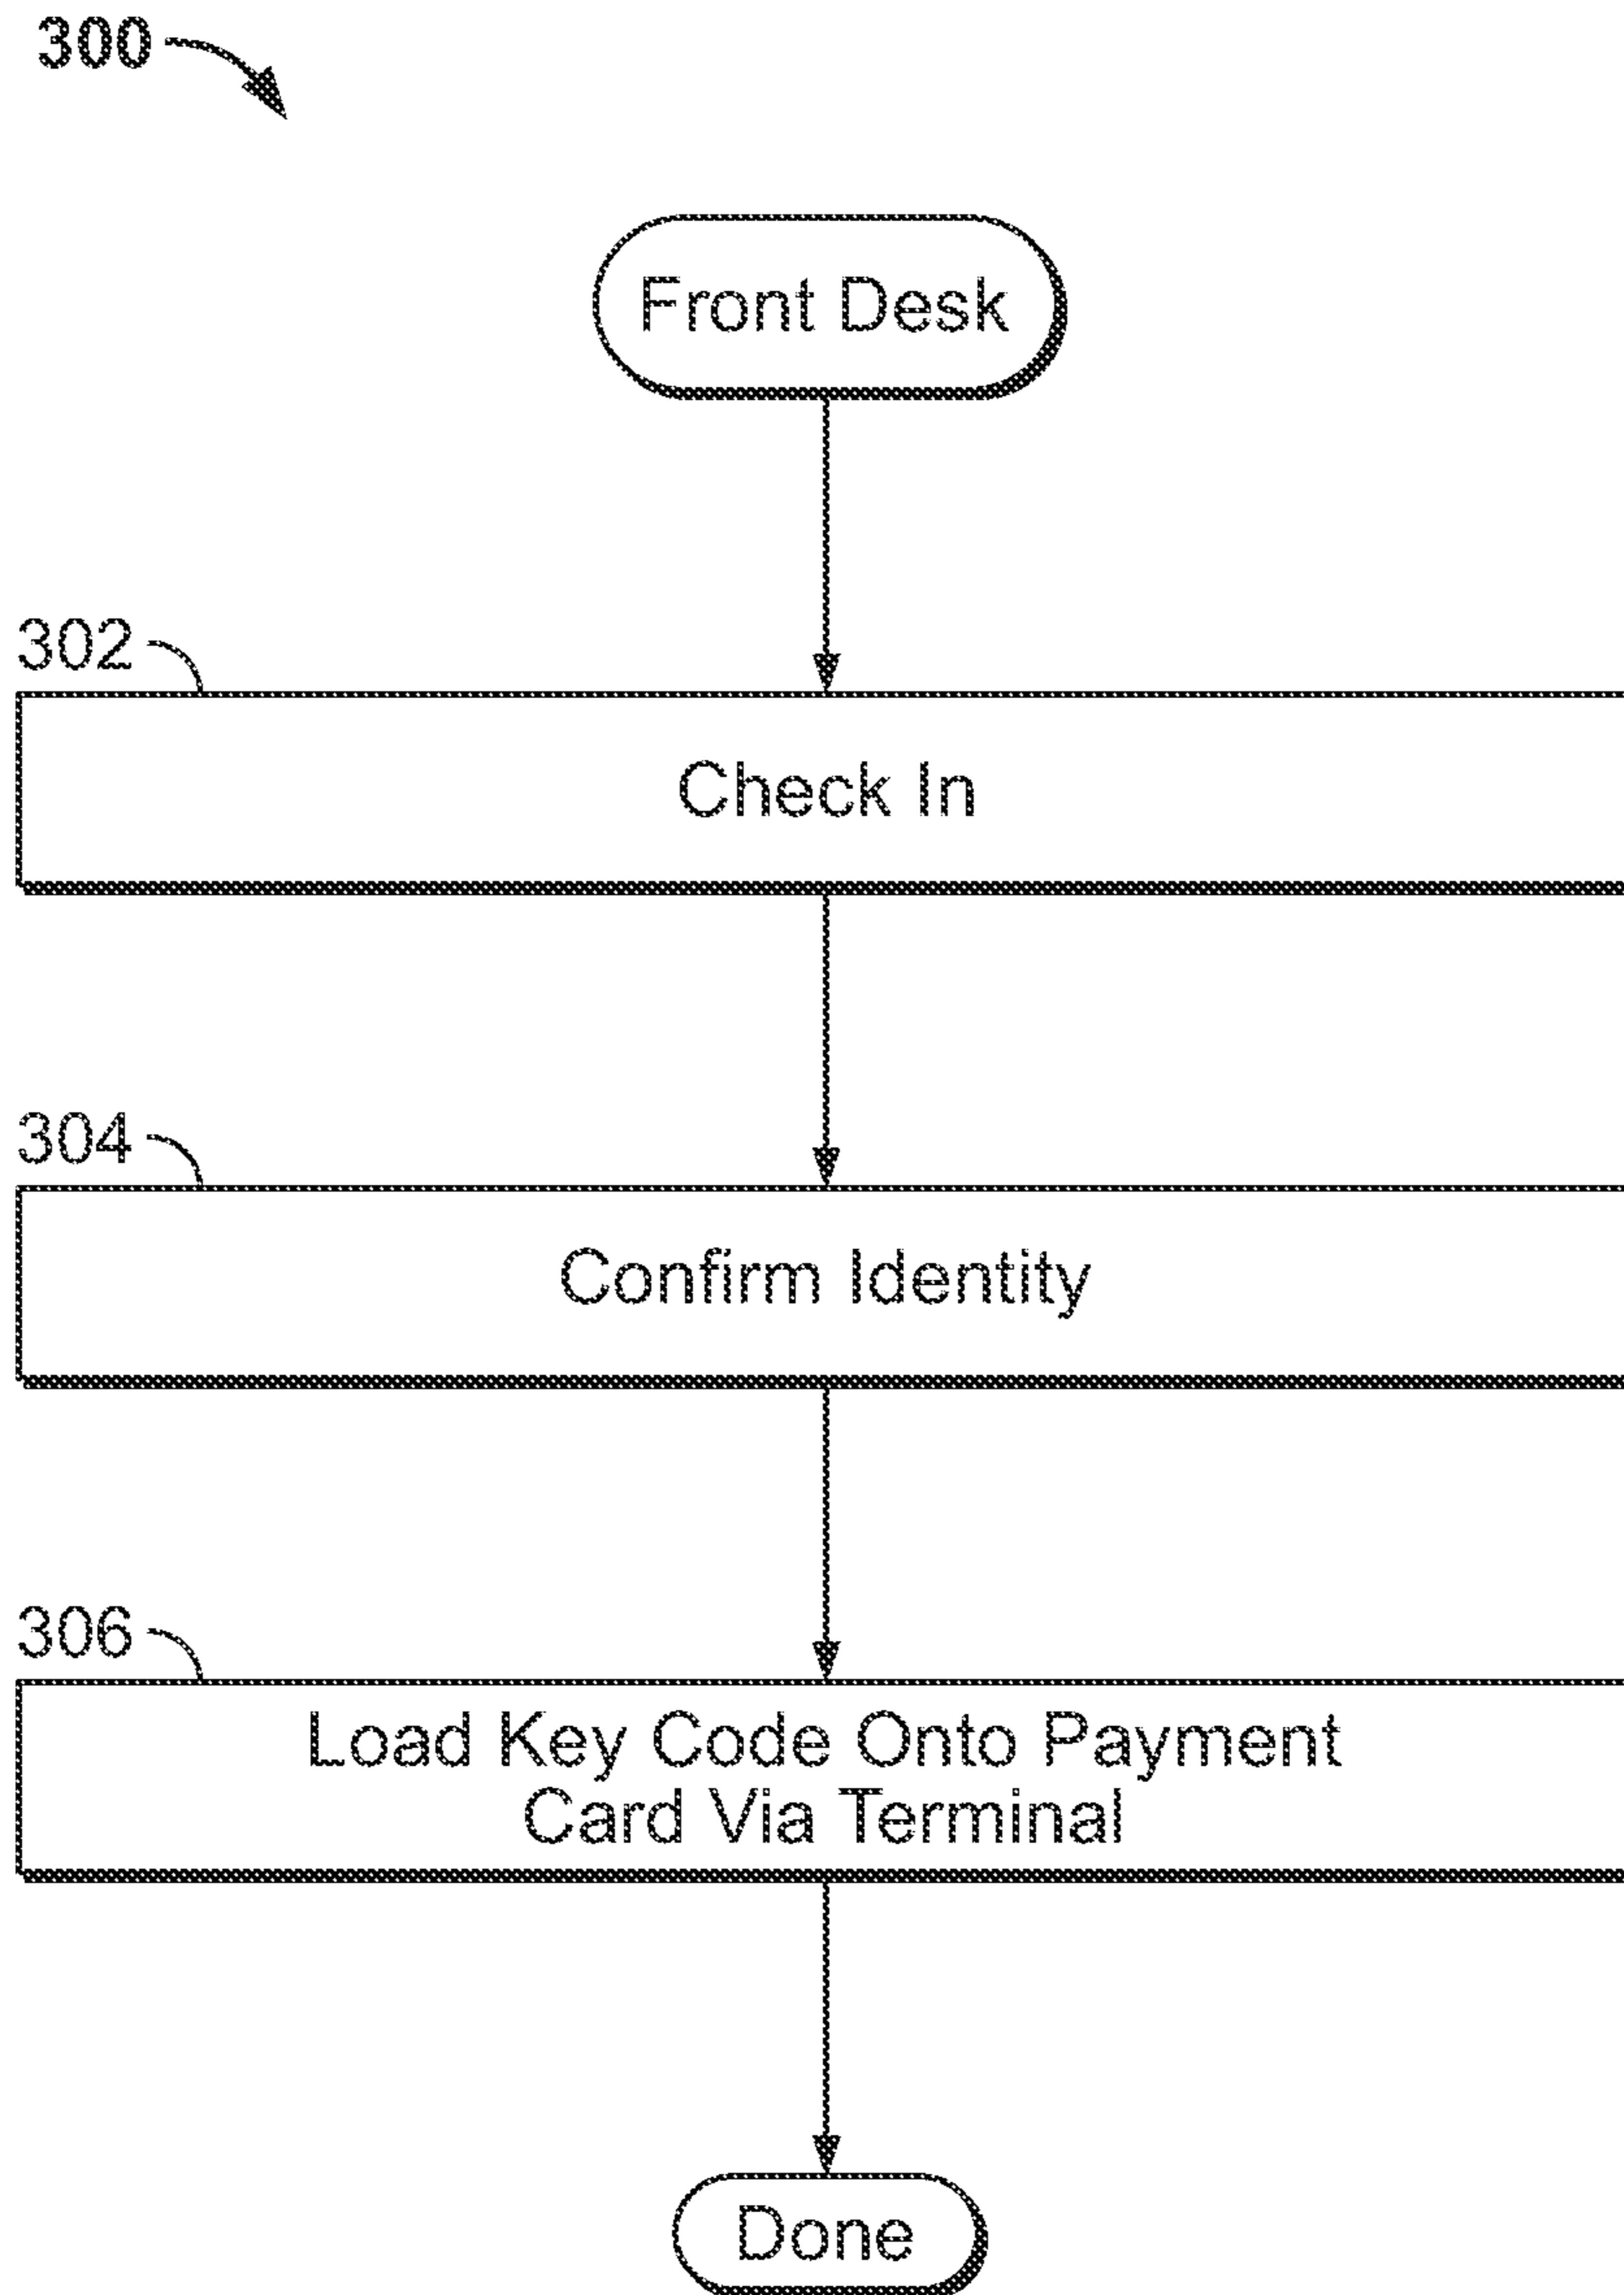 300
Front Desk
302
Check In
304
Confirm Identity
306
Load Key Code Onto Payment
Card Via Terminal
Done